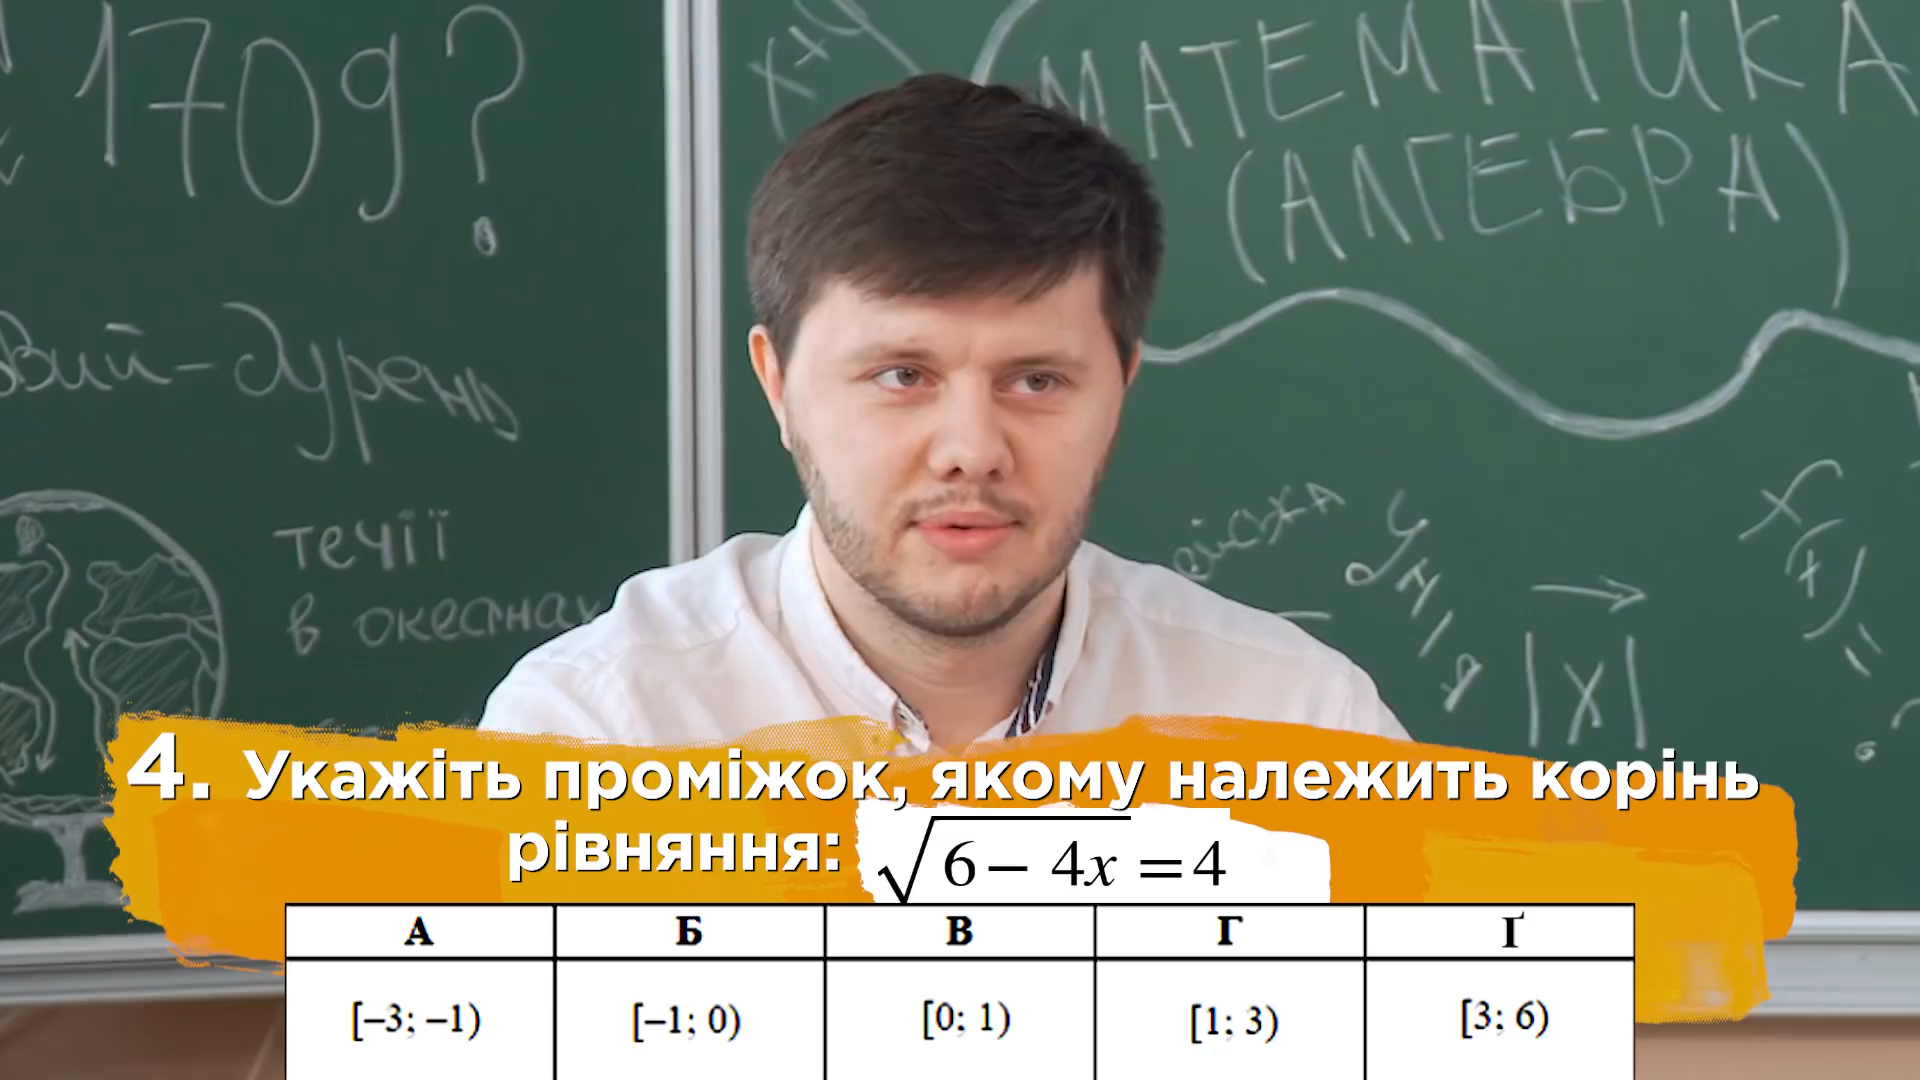 1709?
МАТЕМАТИКА
(АЛГЕБРА)
течії
в океанах
|x|
4. Укажіть проміжок, якому належить корінь
рівняння: √(6 − 4x) = 4
А Б В Г Ґ
[–3; –1) [–1; 0) [0; 1) [1; 3) [3; 6)